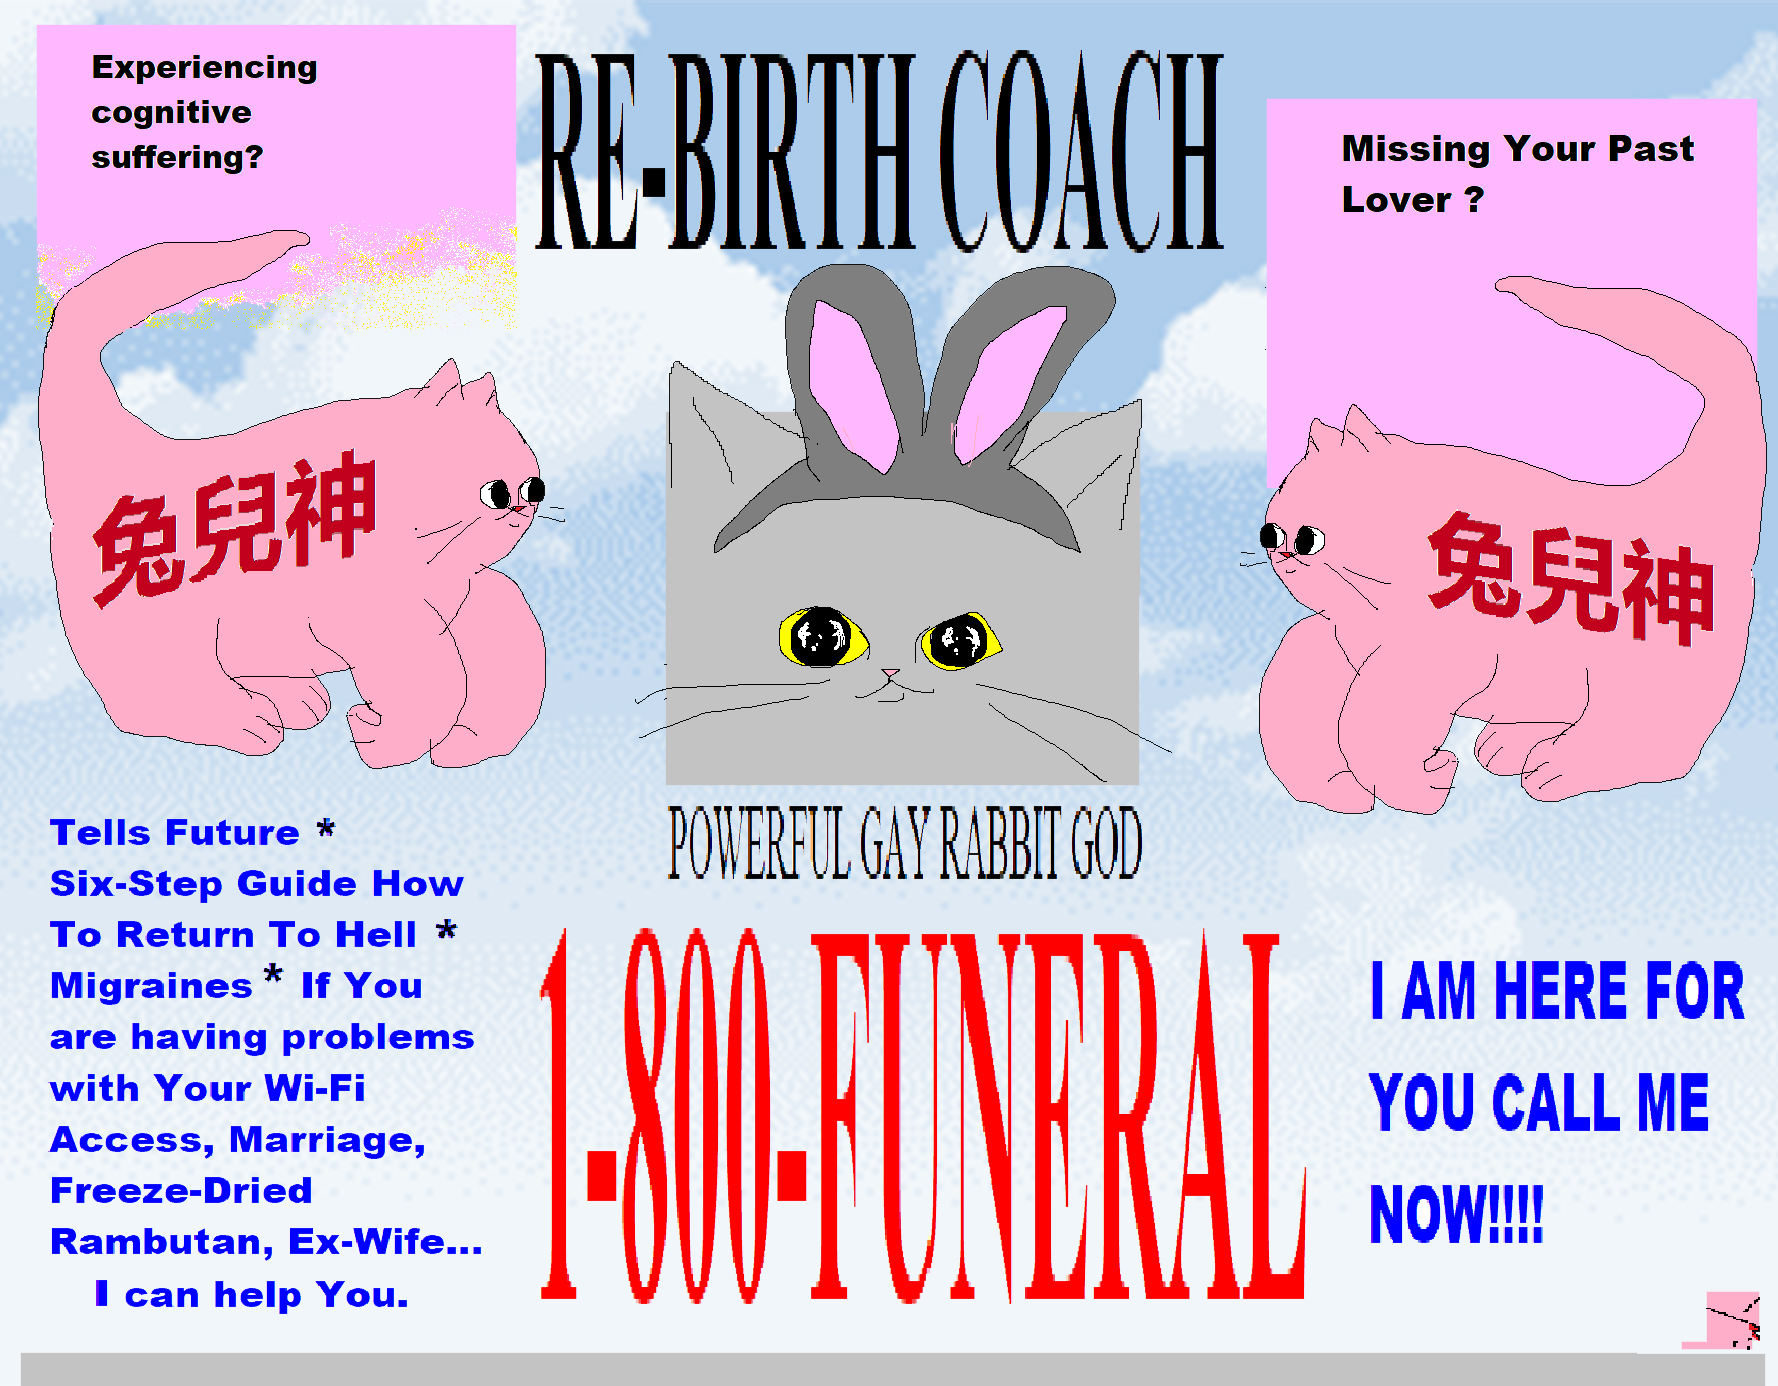 Experiencing
cognitive
suffering?
RE-BIRTH COACH
Missing Your Past
Lover ?
兔兒神
兔兒神
POWERFUL GAY RABBIT GOD
Tells Future *
Six-Step Guide How
To Return To Hell *
Migraines * If You
are having problems
with Your Wi-Fi
Access, Marriage,
Freeze-Dried
Rambutan, Ex-Wife...
I can help You.
1-800-FUNERAL
I AM HERE FOR
YOU CALL ME
NOW!!!!